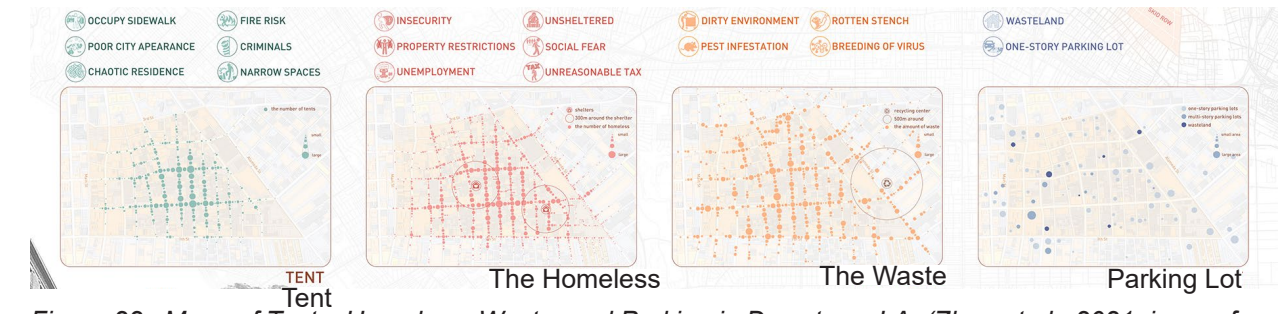 OCCUPY SIDEWALK
FIRE RISK
POOR CITY APEARANCE
CRIMINALS
CHAOTIC RESIDENCE
NARROW SPACES
INSECURITY
UNSHELTERED
PROPERTY RESTRICTIONS
SOCIAL FEAR
UNEMPLOYMENT
TAX
UNREASONABLE TAX
DIRTY ENVIRONMENT
ROTTEN STENCH
PEST INFESTATION
BREEDING OF VIRUS
WASTELAND
ONE-STORY PARKING LOT
SKID ROW
the number of tents
small
large
shelters
300m around the shelter
the number of homeless
small
large
recycling center
500m around
the amount of waste
small
large
one-story parking lots
multi-story parking lots
wasteland
small area
large area
TENT
Tent
The Homeless
The Waste
Parking Lot